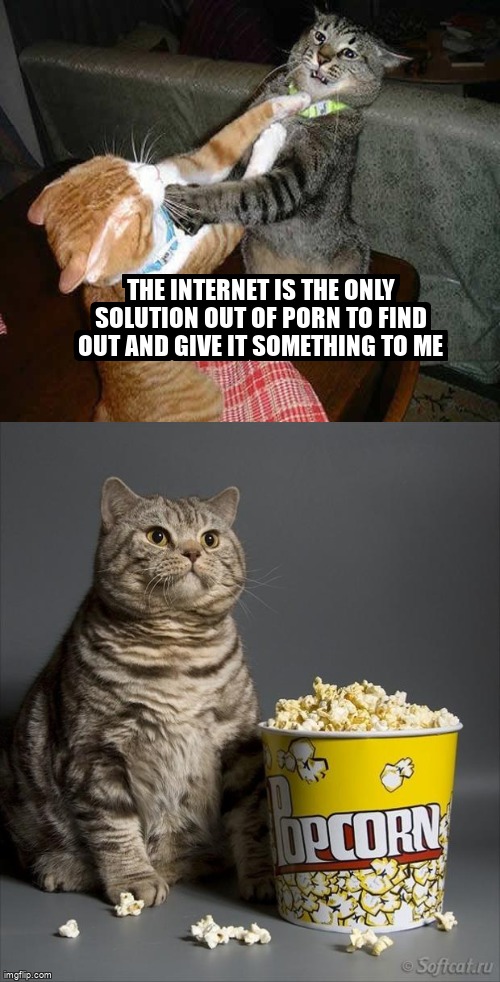 THE INTERNET IS THE ONLY
SOLUTION OUT OF PORN TO FIND
OUT AND GIVE IT SOMETHING TO ME
POPCORN
© Softcat.ru
imgflip.com